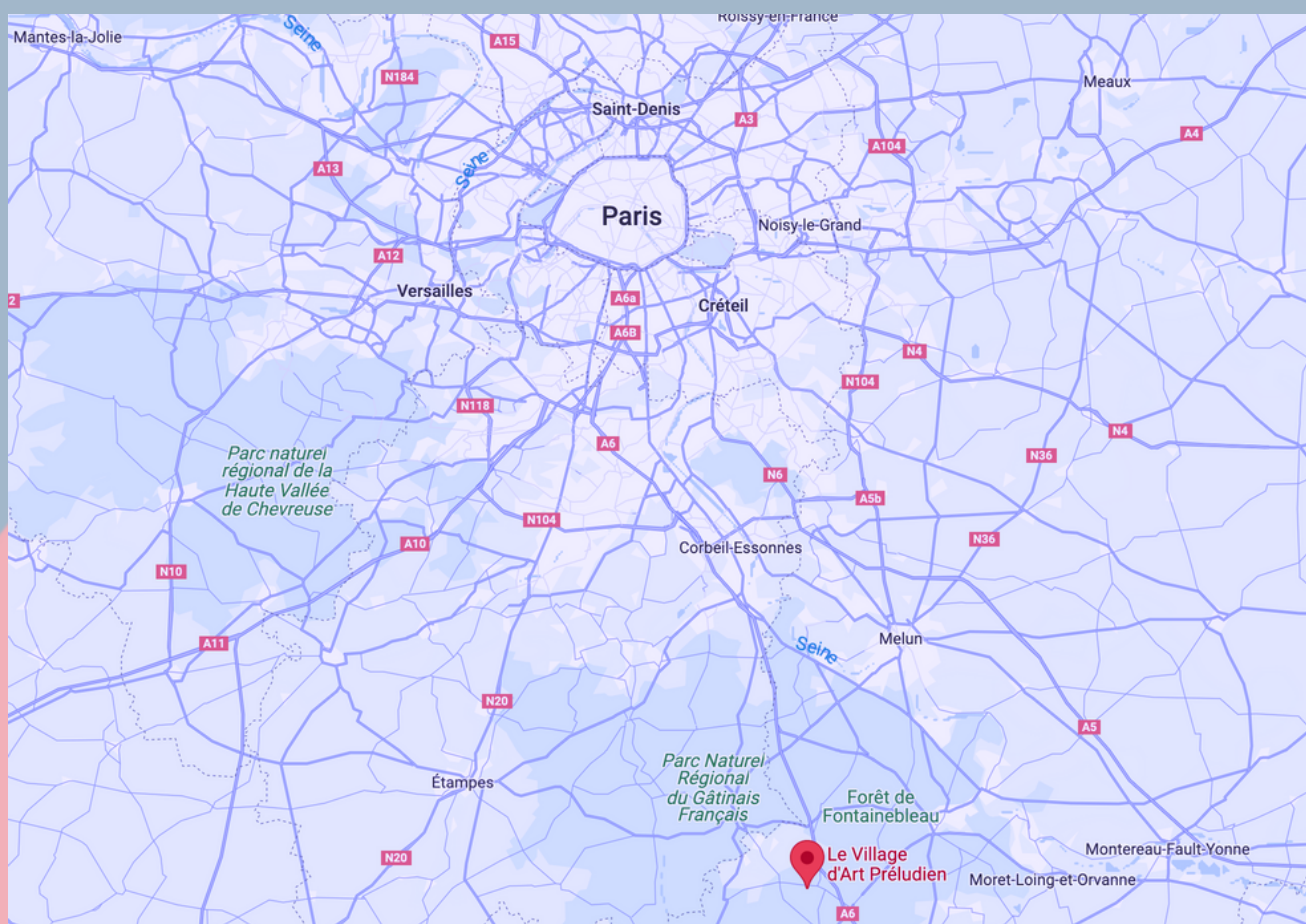 Roissy-en-France
Mantes-la-Jolie
Seine
A15
N184
Meaux
Saint-Denis
A3
A4
A104
A13
Seine
Paris
Noisy-le-Grand
A12
Versailles
2
A6a
Créteil
A6B
N4
N104
N118
N4
A6
Parc naturel
régional de la
Haute Vallée
de Chevreuse
N36
N6
A5b
N104
A10
Corbeil-Essonnes
N36
N10
A11
Seine
Melun
N20
A5
Parc Naturel
Régional
du Gâtinais
Français
Étampes
Forêt de
Fontainebleau
N20
Le Village
d'Art Préludien
Montereau-Fault-Yonne
Moret-Loing-et-Orvanne
A6